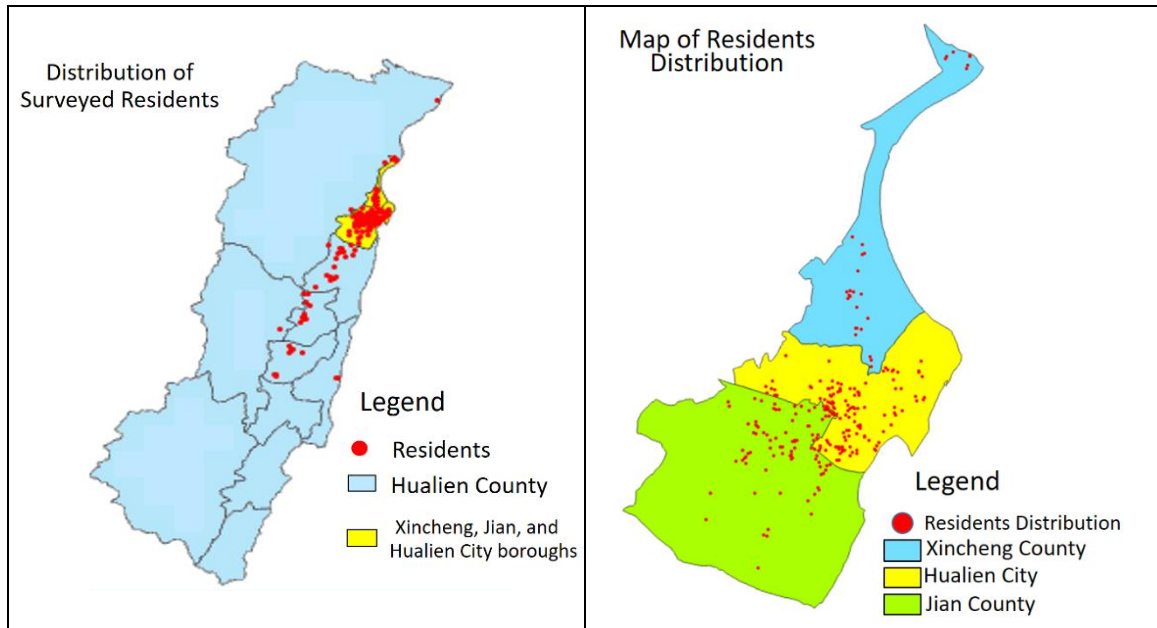 Distribution of
Surveyed Residents
Legend
Residents
Hualien County
Xincheng, Jian, and
Hualien City boroughs
Map of Residents
Distribution
Legend
Residents Distribution
Xincheng County
Hualien City
Jian County